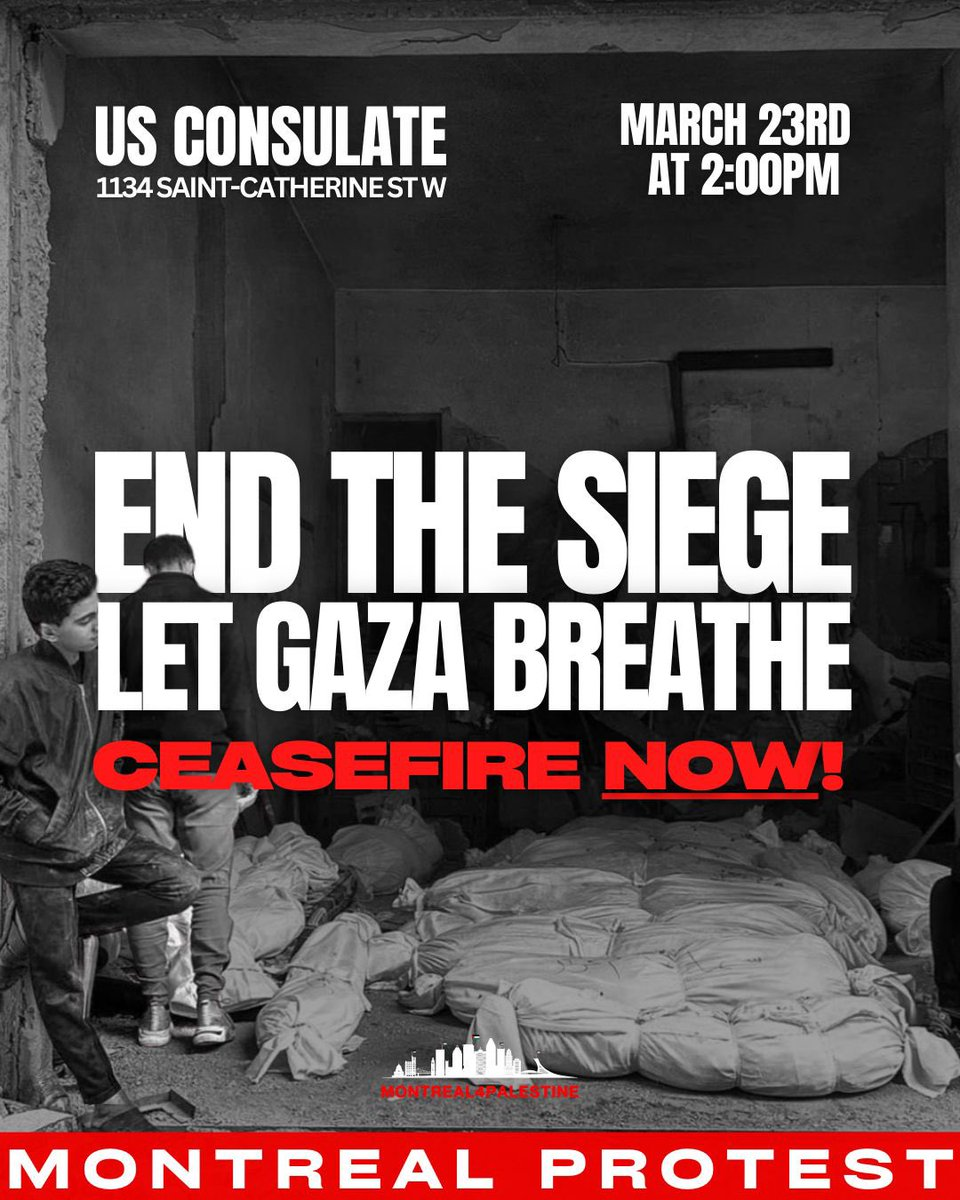 US CONSULATE
1134 SAINT-CATHERINE ST W
MARCH 23RD
AT 2:00PM
END THE SIEGE
LET GAZA BREATHE
CEASEFIRE NOW!
MONTREAL4PALESTINE
MONTREAL PROTEST